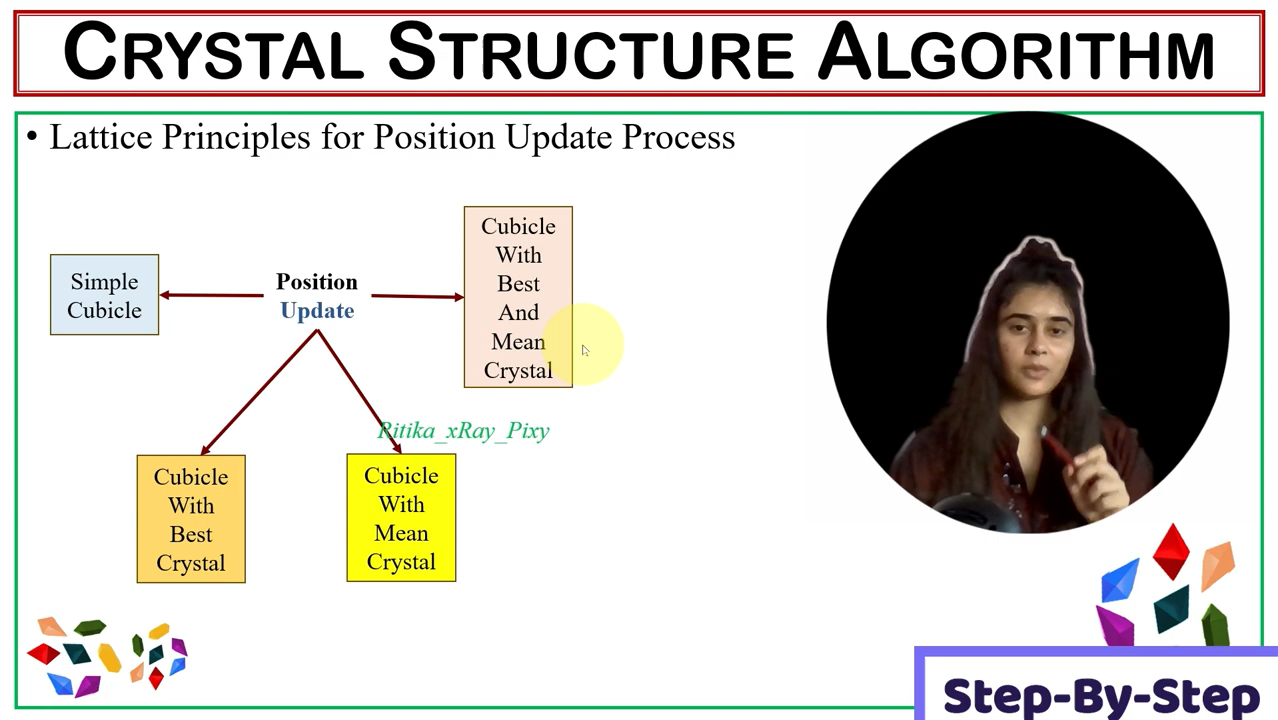 CRYSTAL STRUCTURE ALGORITHM
• Lattice Principles for Position Update Process
Simple
Cubicle
Position
Update
Cubicle
With
Best
And
Mean
Crystal
Ritika_xRay_Pixy
Cubicle
With
Best
Crystal
Cubicle
With
Mean
Crystal
Step-By-Step